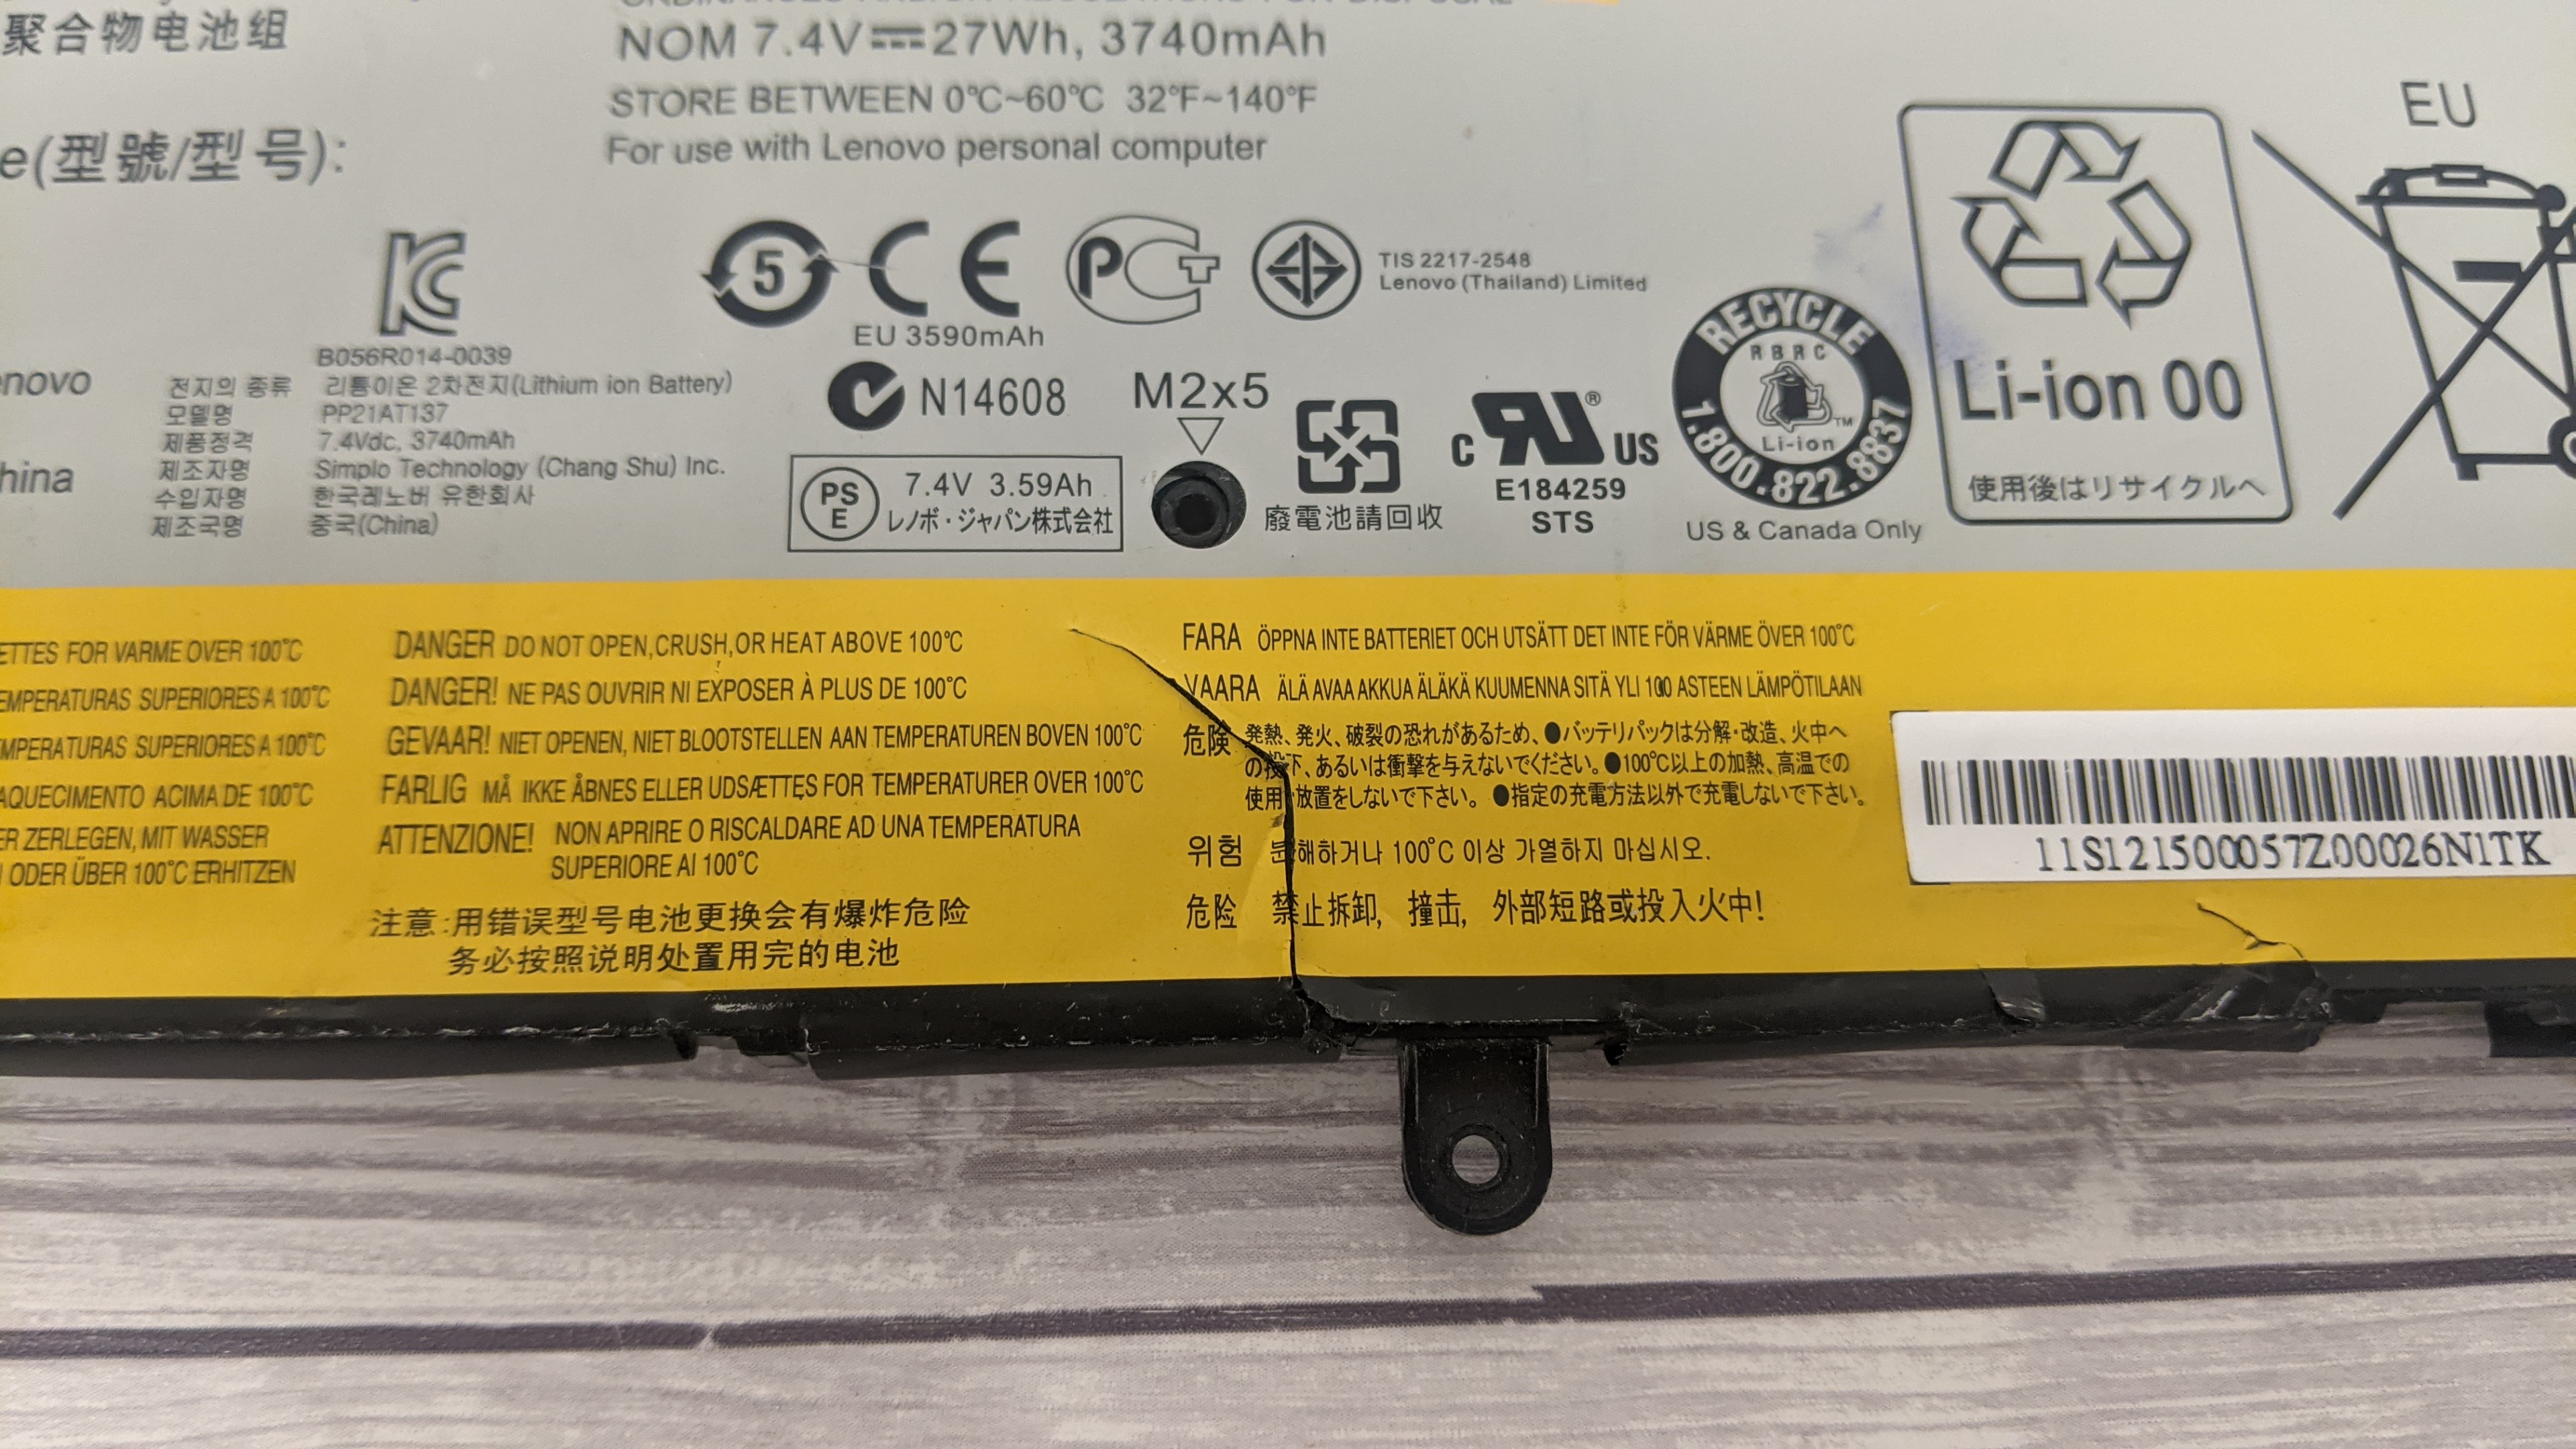 聚合物电池组
NOM 7.4V⎓27Wh, 3740mAh
STORE BETWEEN 0℃~60℃ 32℉~140℉
For use with Lenovo personal computer
e(型號/型号):
EU
5
CE
EU 3590mAh
PCT
TIS 2217-2548
Lenovo (Thailand) Limited
KC
B056R014-0039
전지의 종류 리튬이온 2차전지(Lithium ion Battery)
모델명 PP21AT137
제품정격 7.4Vdc, 3740mAh
제조자명 Simplo Technology (Chang Shu) Inc.
수입자명 한국레노버 유한회사
제조국명 중국(China)
enovo
hina
N14608
M2x5
PS
E
7.4V 3.59Ah
レノボ・ジャパン株式会社
廢電池請回收
C RU® US
E184259
STS
RECYCLE
RBRC
Li-ion
TM
1.800.822.8837
US & Canada Only
Li-ion 00
使用後はリサイクルへ
ETTES FOR VARME OVER 100℃
EMPERATURAS SUPERIORES A 100℃
EMPERATURAS SUPERIORES A 100℃
AQUECIMENTO ACIMA DE 100℃
ER ZERLEGEN, MIT WASSER
ODER ÜBER 100℃ ERHITZEN
DANGER DO NOT OPEN,CRUSH,OR HEAT ABOVE 100℃
DANGER! NE PAS OUVRIR NI EXPOSER À PLUS DE 100℃
GEVAAR! NIET OPENEN, NIET BLOOTSTELLEN AAN TEMPERATUREN BOVEN 100℃
FARLIG MÅ IKKE ÅBNES ELLER UDSÆTTES FOR TEMPERATURER OVER 100℃
ATTENZIONE! NON APRIRE O RISCALDARE AD UNA TEMPERATURA
SUPERIORE AI 100℃
注意:用错误型号电池更换会有爆炸危险
务必按照说明处置用完的电池
FARA ÖPPNA INTE BATTERIET OCH UTSÄTT DET INTE FÖR VÄRME ÖVER 100℃
VAARA ÄLÄ AVAA AKKUA ÄLÄKÄ KUUMENNA SITÄ YLI 100 ASTEEN LÄMPÖTILAAN
危険 発熱、発火、破裂の恐れがあるため、●バッテリパックは分解・改造、火中へ
の投下、あるいは衝撃を与えないでください。●100℃以上の加熱、高温での
使用・放置をしないで下さい。●指定の充電方法以外で充電しないで下さい。
위험 분해하거나 100℃ 이상 가열하지 마십시오.
危险 禁止拆卸, 撞击, 外部短路或投入火中!
11S121500057Z00026N1TK